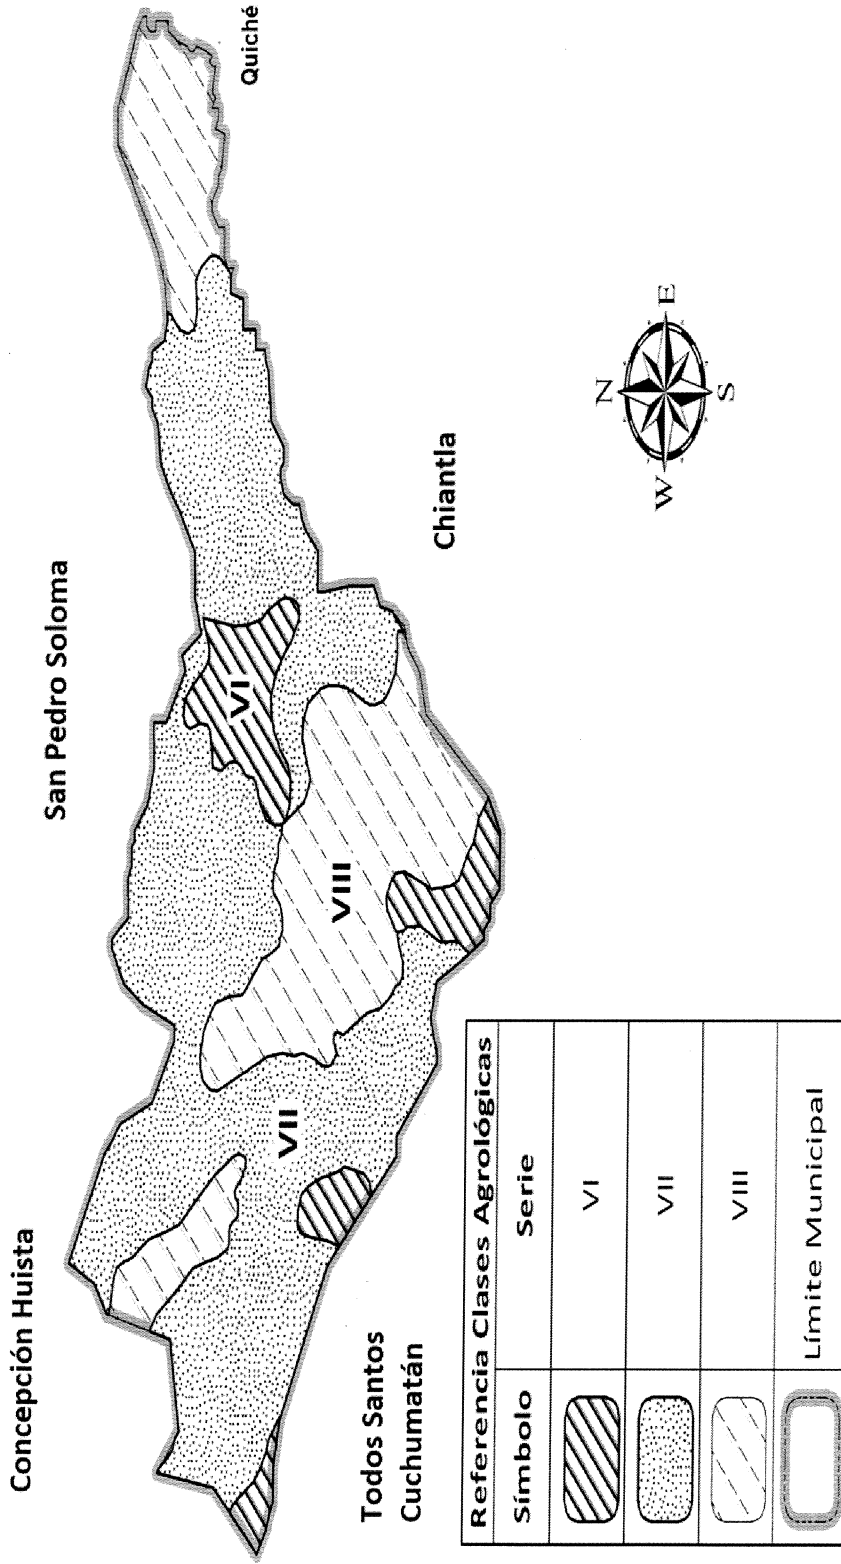 Concepción Huista
San Pedro Soloma
Quiché
VI
VIII
VII
Chiantla
Todos Santos
Cuchumatán
N
W E
S
Referencia Clases Agrológicas
Símbolo Serie
VI
VII
VIII
Límite Municipal